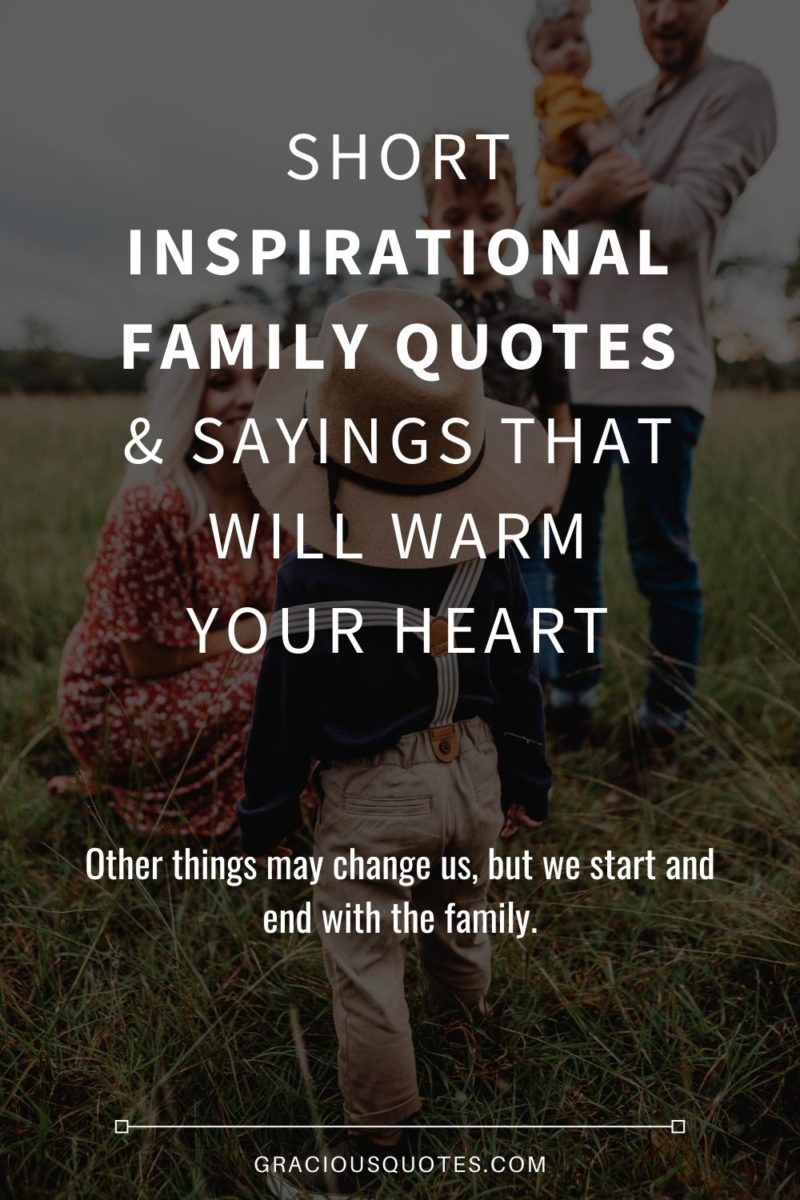 SHORT
INSPIRATIONAL
FAMILY QUOTES
& SAYINGS THAT
WILL WARM
YOUR HEART
Other things may change us, but we start and
end with the family.
GRACIOUSQUOTES.COM